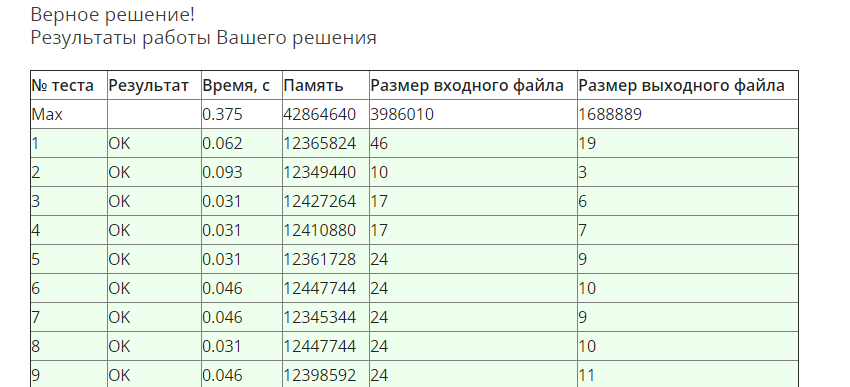 Верное решение!
Результаты работы Вашего решения
№ теста Результат Время, с Память Размер входного файла Размер выходного файла
Max 0.375 42864640 3986010 1688889
1 OK 0.062 12365824 46 19
2 OK 0.093 12349440 10 3
3 OK 0.031 12427264 17 6
4 OK 0.031 12410880 17 7
5 OK 0.031 12361728 24 9
6 OK 0.046 12447744 24 10
7 OK 0.046 12345344 24 9
8 OK 0.031 12447744 24 10
9 OK 0.046 12398592 24 11